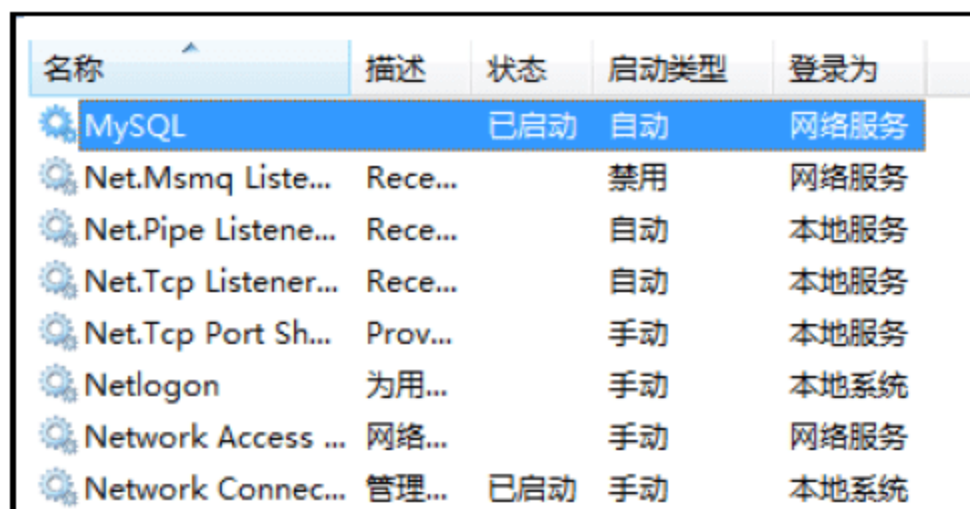 名称 描述 状态 启动类型 登录为
MySQL 已启动 自动 网络服务
Net.Msmq Liste... Rece... 禁用 网络服务
Net.Pipe Listene... Rece... 自动 本地服务
Net.Tcp Listener... Rece... 自动 本地服务
Net.Tcp Port Sh... Prov... 手动 本地服务
Netlogon 为用... 手动 本地系统
Network Access ... 网络... 手动 网络服务
Network Connec... 管理... 已启动 手动 本地系统